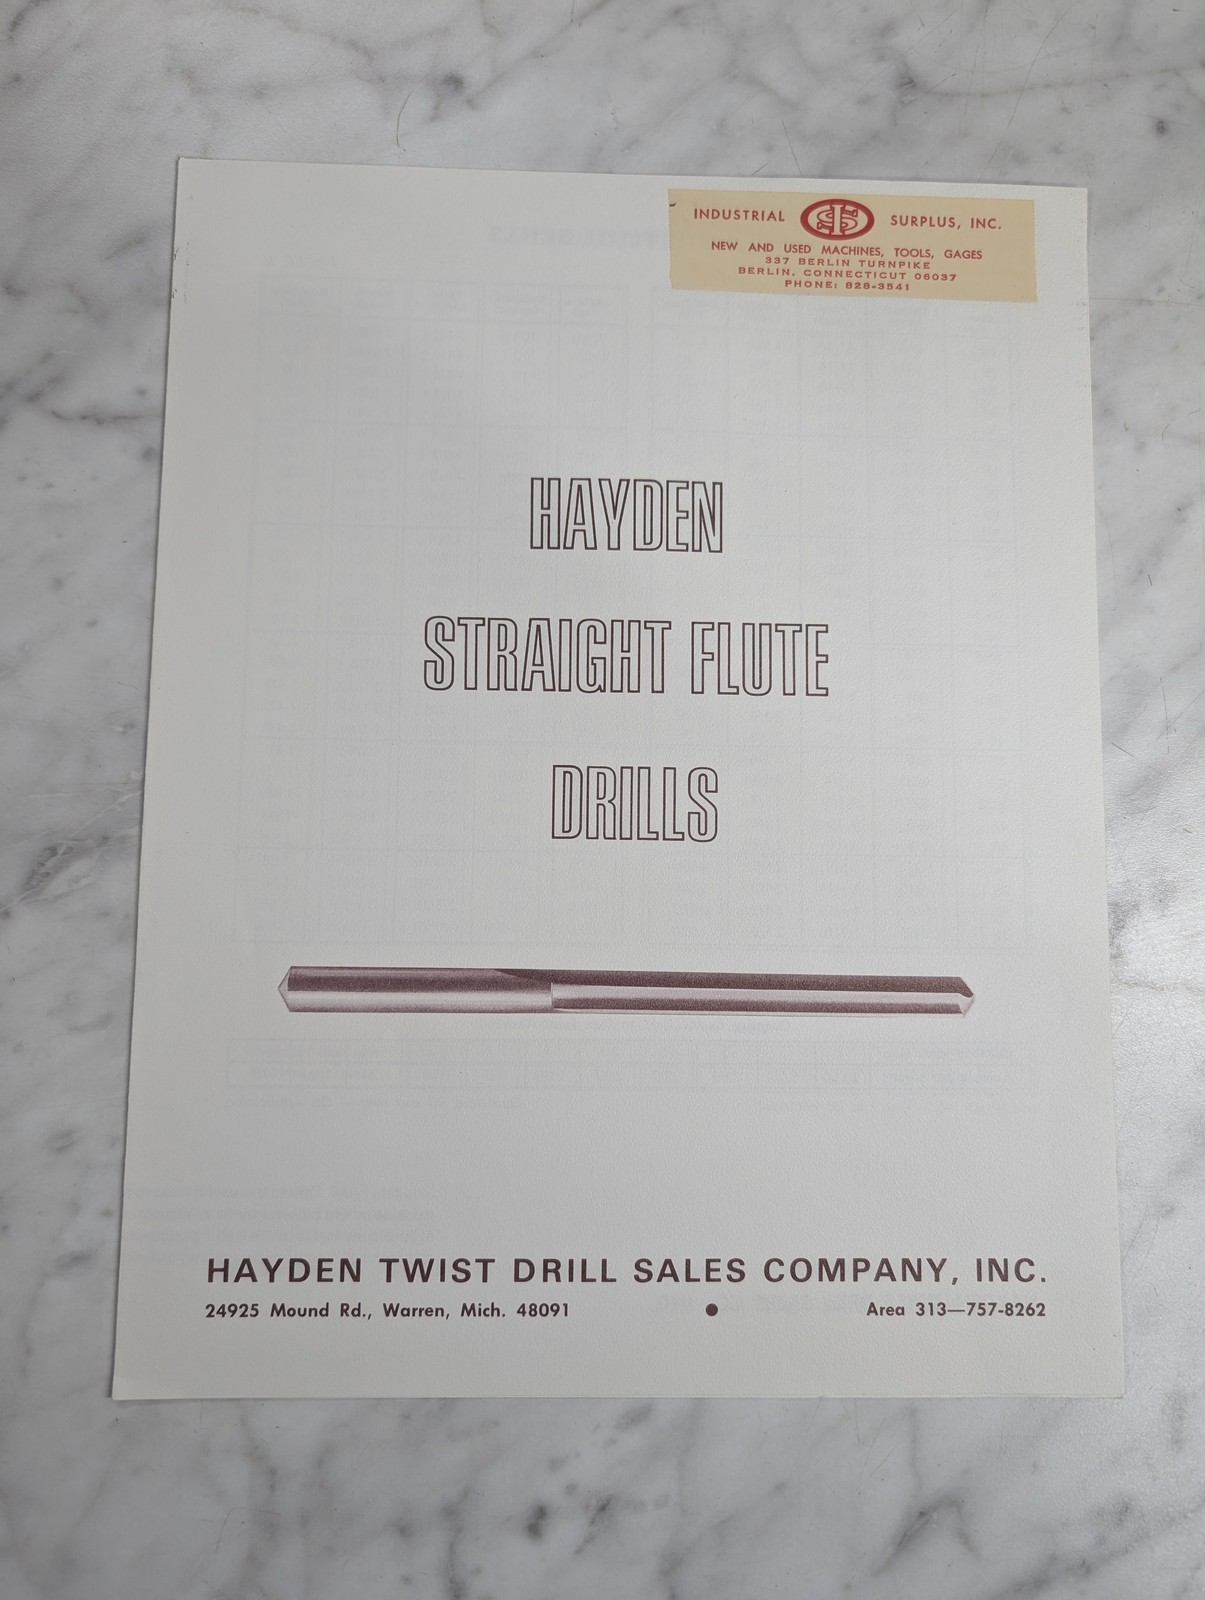 INDUSTRIAL IS SURPLUS, INC.
NEW AND USED MACHINES, TOOLS, GAGES
337 BERLIN TURNPIKE
BERLIN, CONNECTICUT 06037
PHONE: 828-3541
HAYDEN
STRAIGHT FLUTE
DRILLS
HAYDEN TWIST DRILL SALES COMPANY, INC.
24925 Mound Rd., Warren, Mich. 48091 • Area 313—757-8262